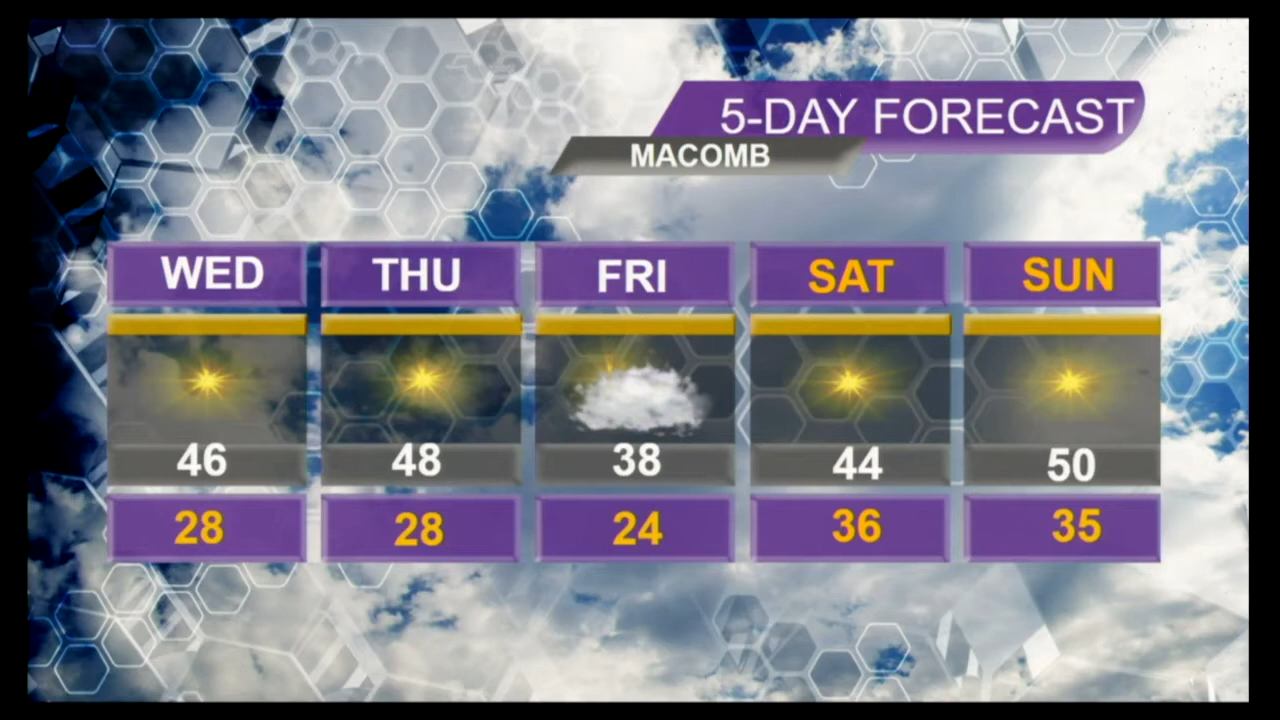 5-DAY FORECAST
MACOMB
WED THU FRI SAT SUN
46 48 38 44 50
28 28 24 36 35